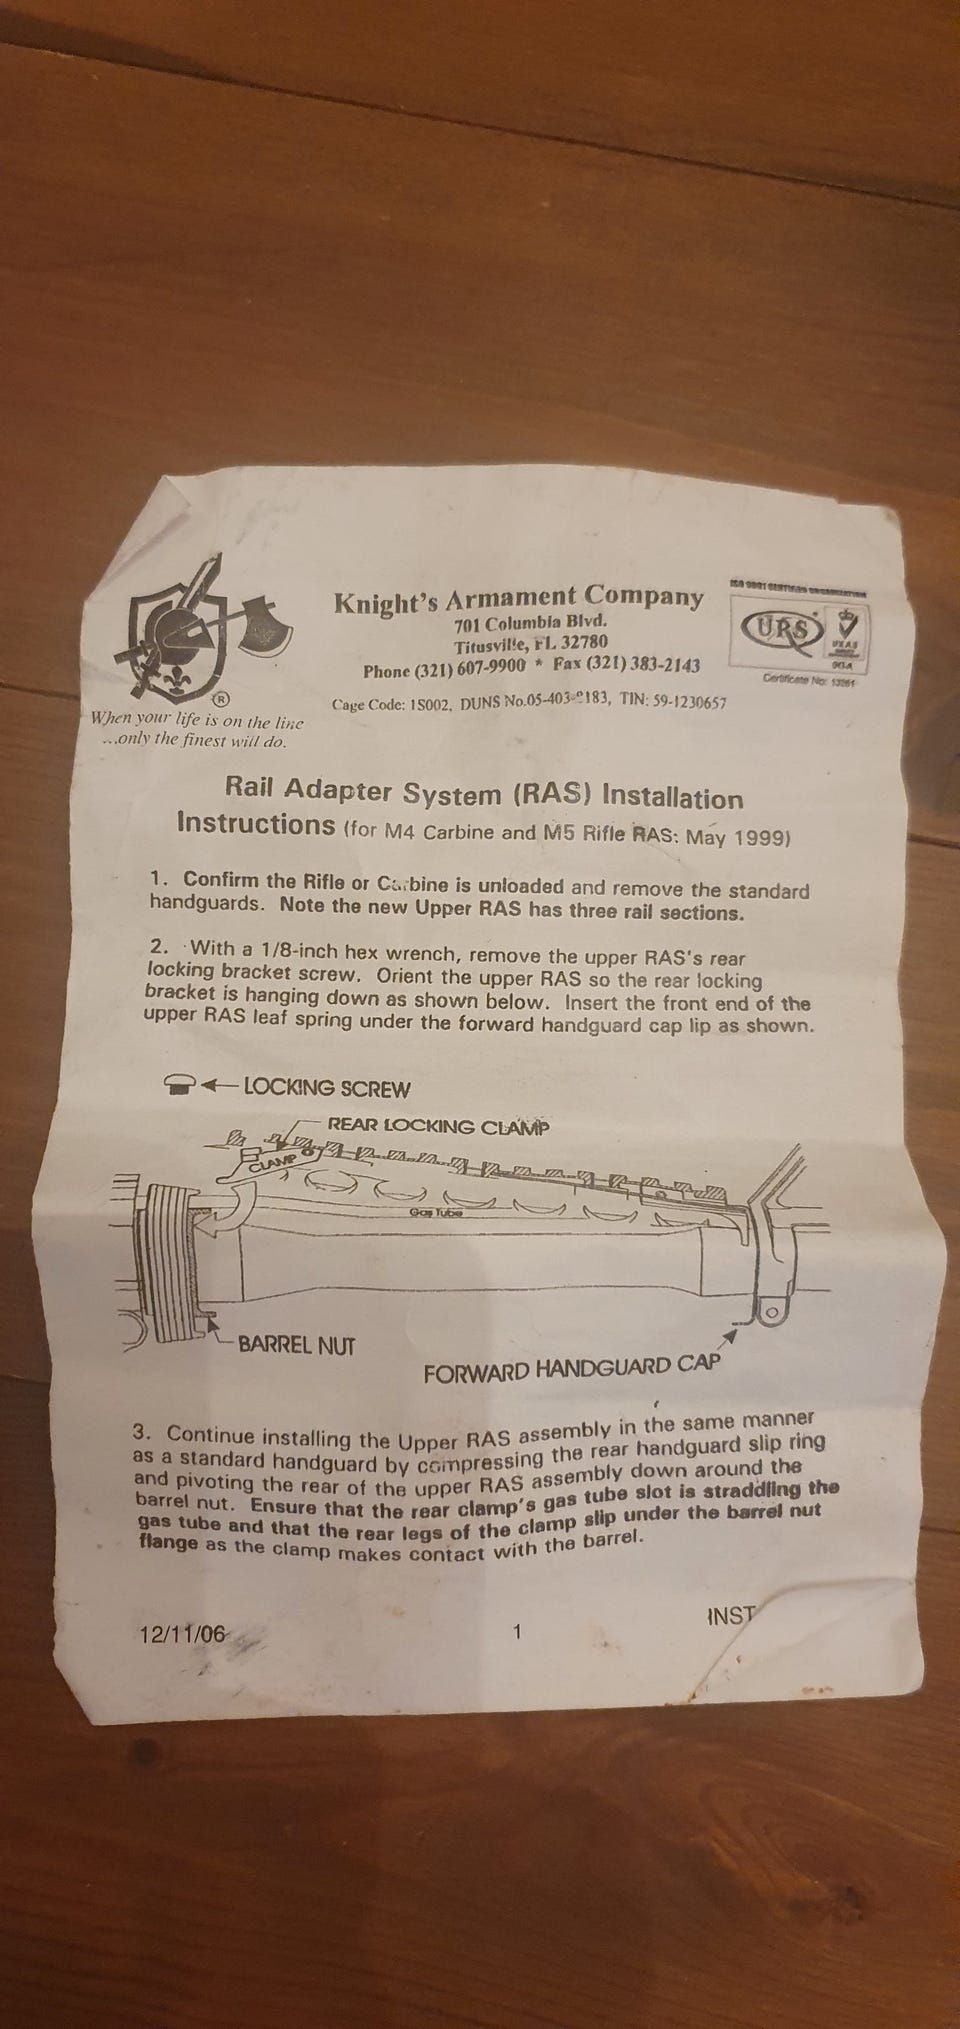 Knight's Armament Company
701 Columbia Blvd.
Titusville, FL 32780
Phone (321) 607-9900 * Fax (321) 383-2143
Cage Code: 1S002, DUNS No.05-403- 183, TIN: 59-1230657
ISO 9001 CERTIFIED ORGANIZATION
URS
UKAS
Certificate No: 13261
®
When your life is on the line
...only the finest will do.
Rail Adapter System (RAS) Installation
Instructions (for M4 Carbine and M5 Rifle RAS: May 1999)
1. Confirm the Rifle or Carbine is unloaded and remove the standard
handguards. Note the new Upper RAS has three rail sections.
2. With a 1/8-inch hex wrench, remove the upper RAS's rear
locking bracket screw. Orient the upper RAS so the rear locking
bracket is hanging down as shown below. Insert the front end of the
upper RAS leaf spring under the forward handguard cap lip as shown.
LOCKING SCREW
REAR LOCKING CLAMP
CLAMP
Gas Tube
BARREL NUT
FORWARD HANDGUARD CAP
3. Continue installing the Upper RAS assembly in the same manner
as a standard handguard by compressing the rear handguard slip ring
and pivoting the rear of the upper RAS assembly down around the
barrel nut. Ensure that the rear clamp's gas tube slot is straddling the
gas tube and that the rear legs of the clamp slip under the barrel nut
flange as the clamp makes contact with the barrel.
12/11/06
1
INST